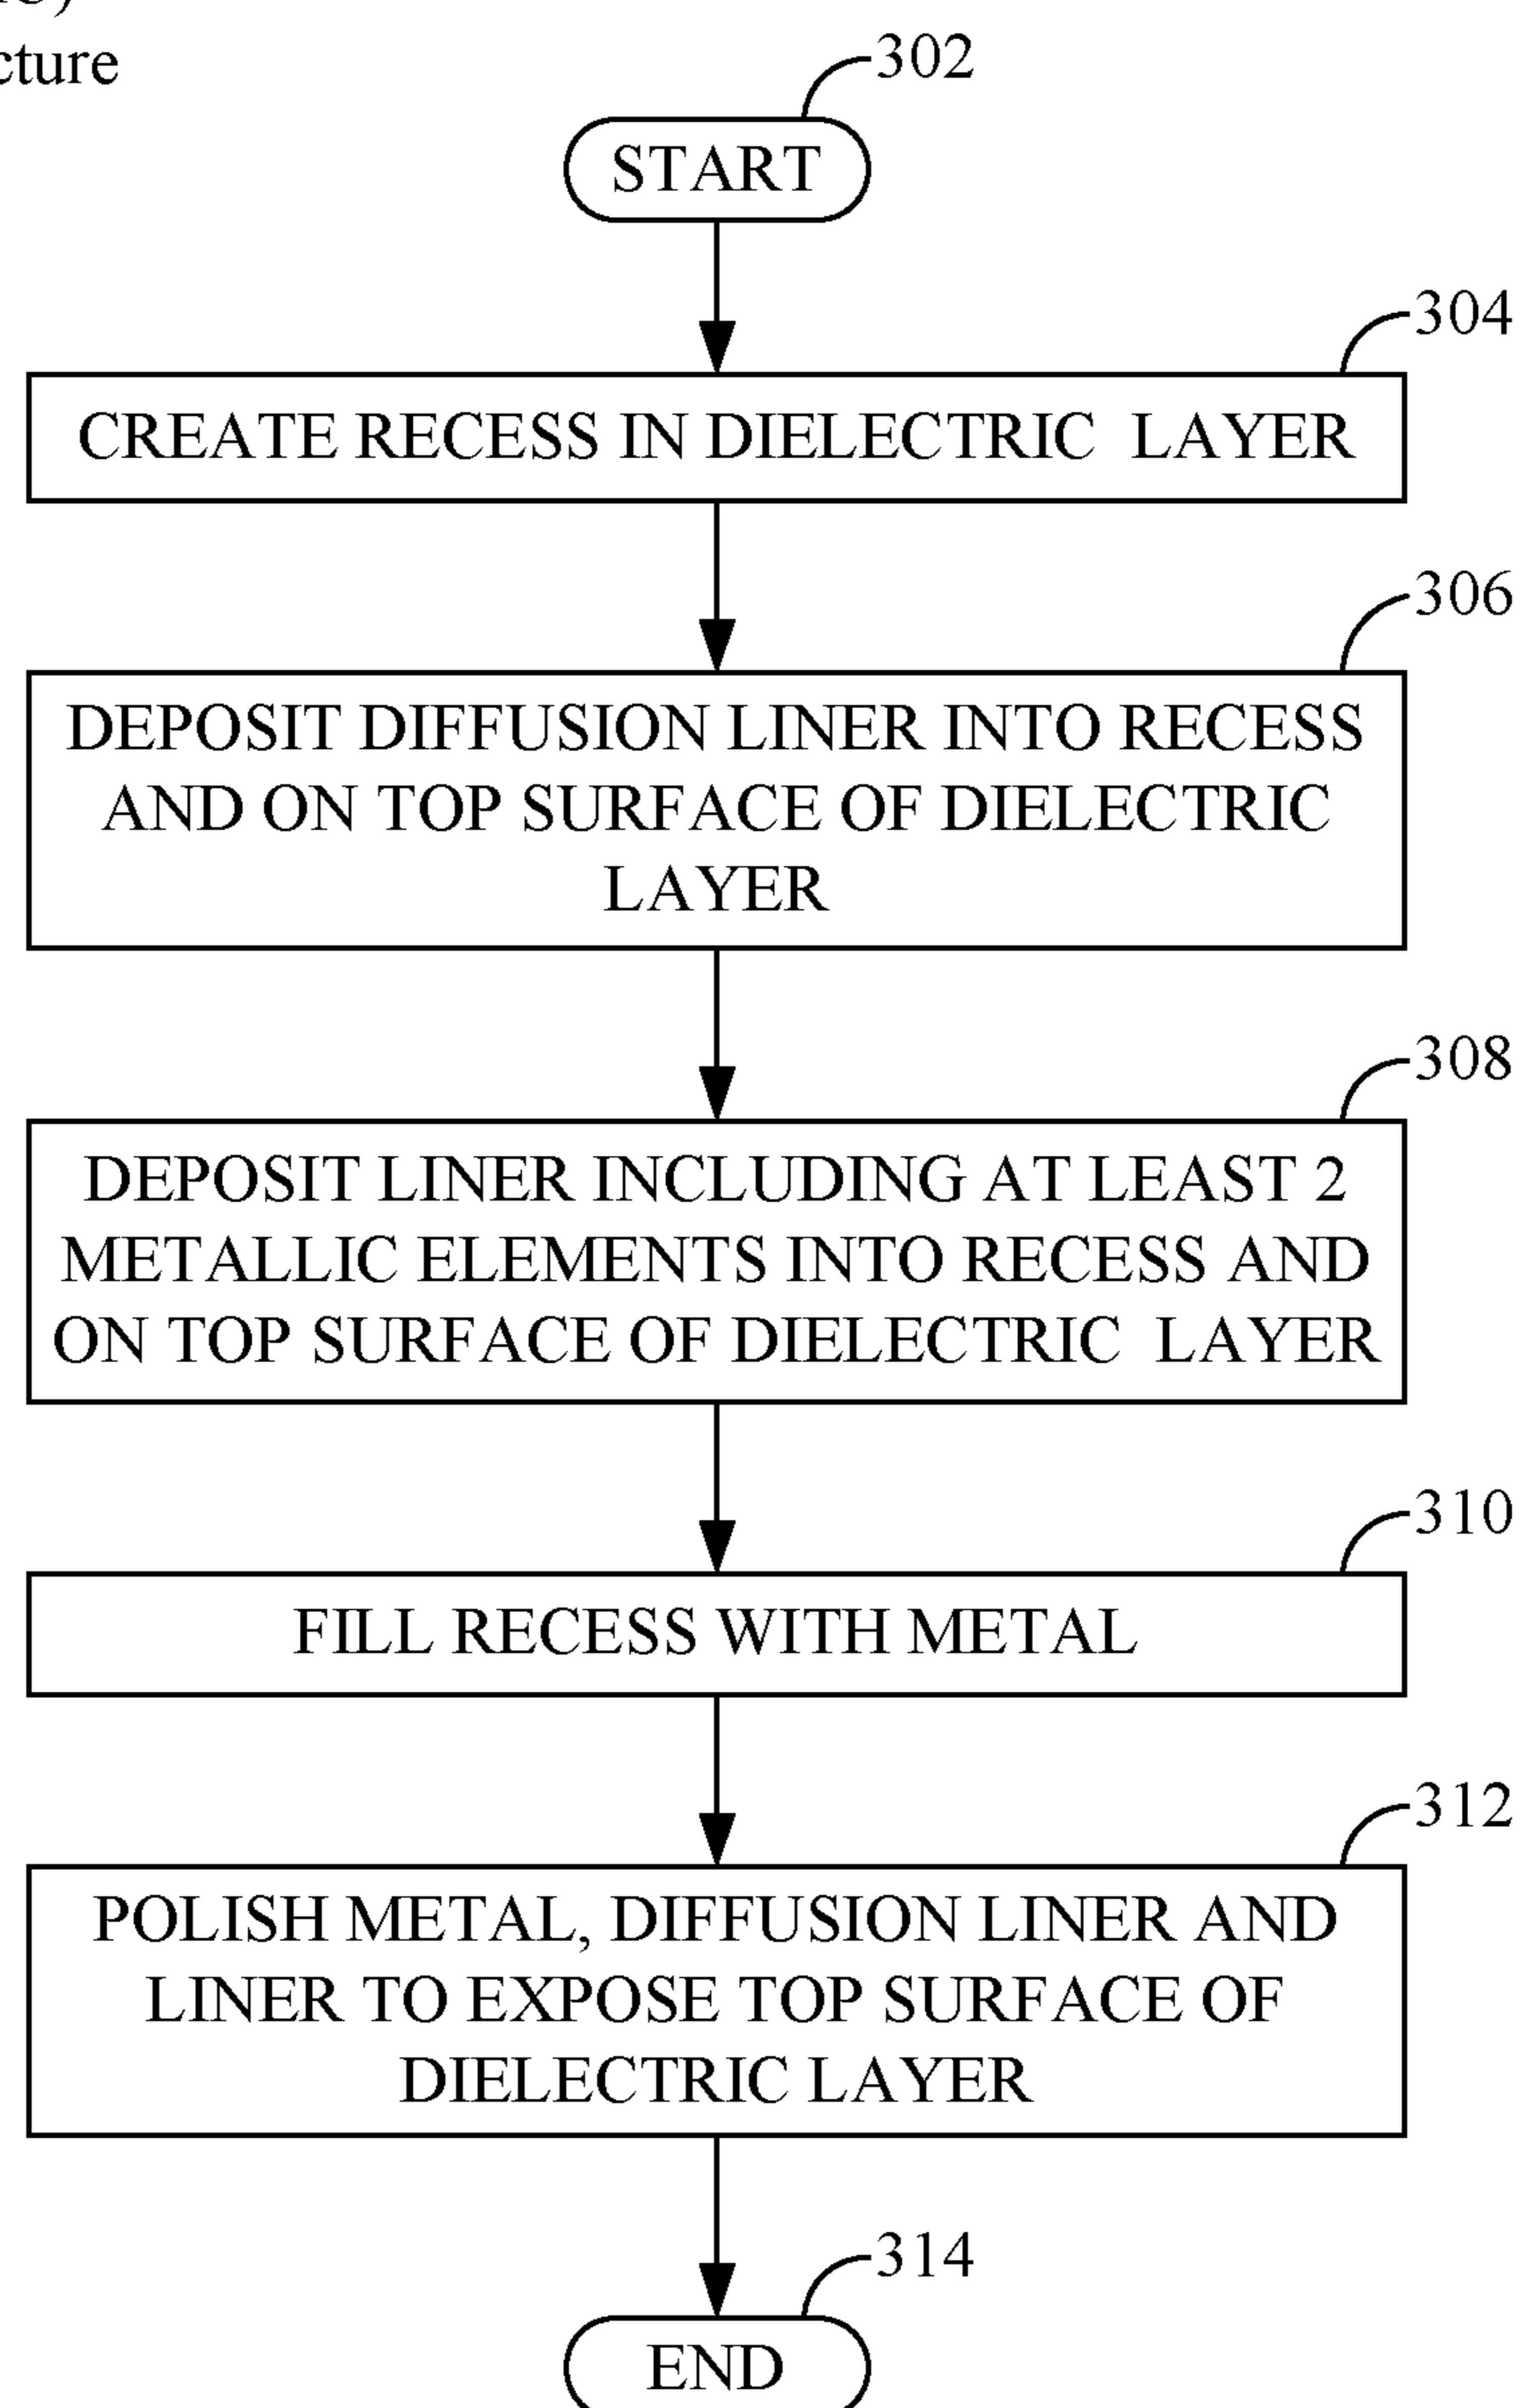 cture
302
START
304
CREATE RECESS IN DIELECTRIC LAYER
306
DEPOSIT DIFFUSION LINER INTO RECESS
AND ON TOP SURFACE OF DIELECTRIC
LAYER
308
DEPOSIT LINER INCLUDING AT LEAST 2
METALLIC ELEMENTS INTO RECESS AND
ON TOP SURFACE OF DIELECTRIC LAYER
310
FILL RECESS WITH METAL
312
POLISH METAL, DIFFUSION LINER AND
LINER TO EXPOSE TOP SURFACE OF
DIELECTRIC LAYER
314
END